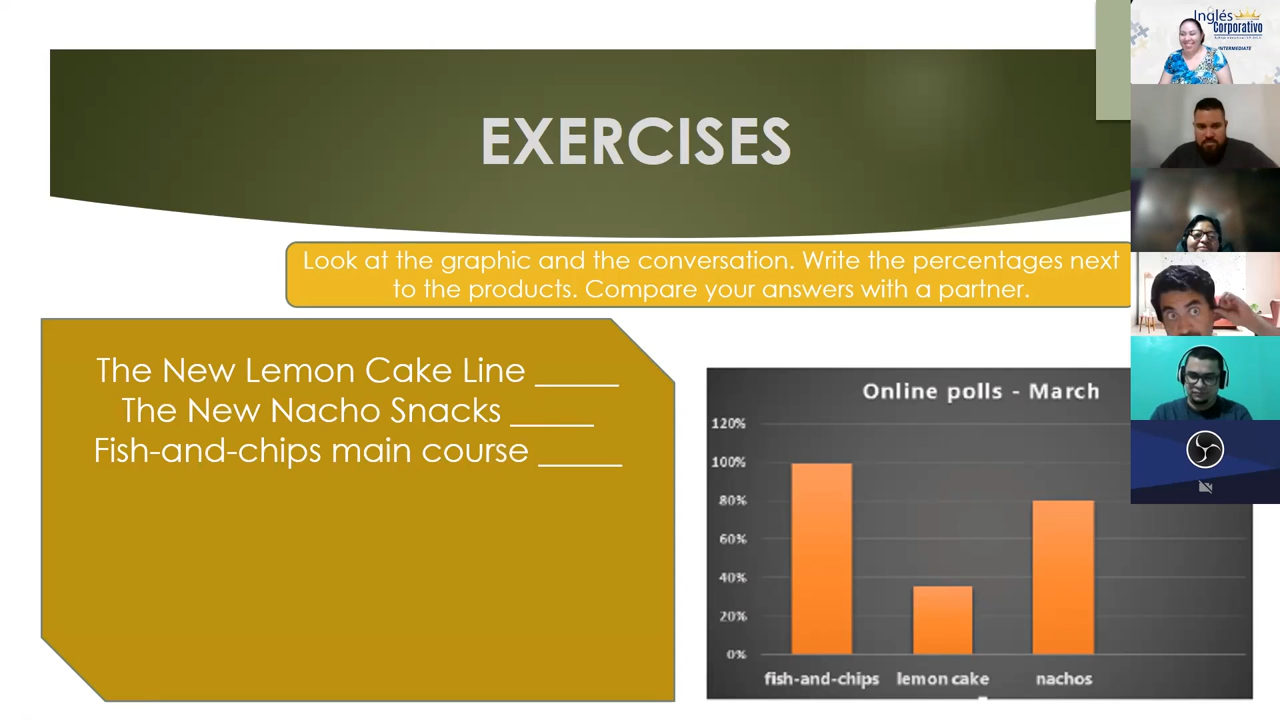 EXERCISES
Look at the graphic and the conversation. Write the percentages next
to the products. Compare your answers with a partner.
The New Lemon Cake Line _____
The New Nacho Snacks _____
Fish-and-chips main course _____
Online polls - March
120%
100%
80%
60%
40%
20%
0%
fish-and-chips
lemon cake
nachos
Inglés
Corporativo
INTERMEDIATE